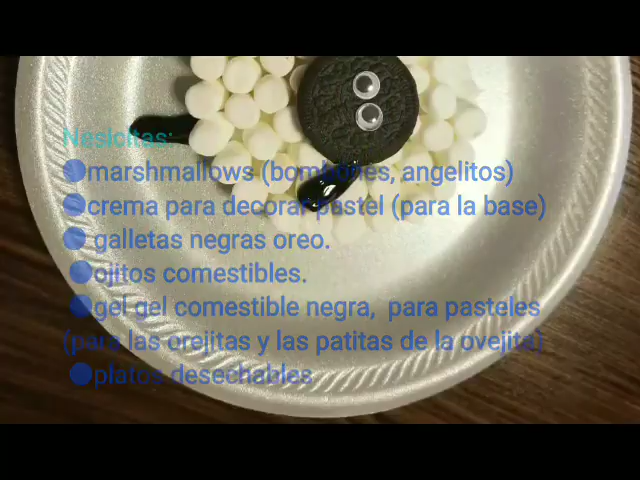 Nesicitas:
●marshmallows (bombones, angelitos)
●crema para decorar pastel (para la base)
● galletas negras oreo.
●ojitos comestibles.
●gel gel comestible negra, para pasteles
(para las orejitas y las patitas de la ovejita)
●platos desechables